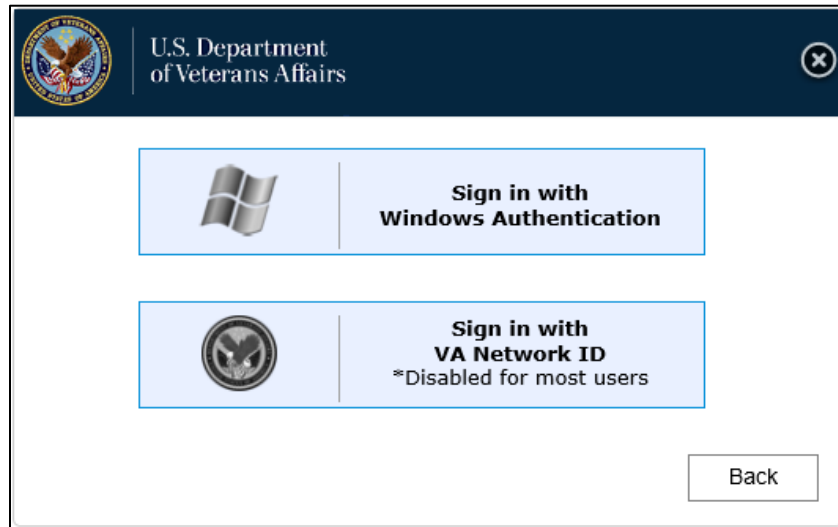 U.S. Department
of Veterans Affairs
Sign in with
Windows Authentication
Sign in with
VA Network ID
*Disabled for most users
Back